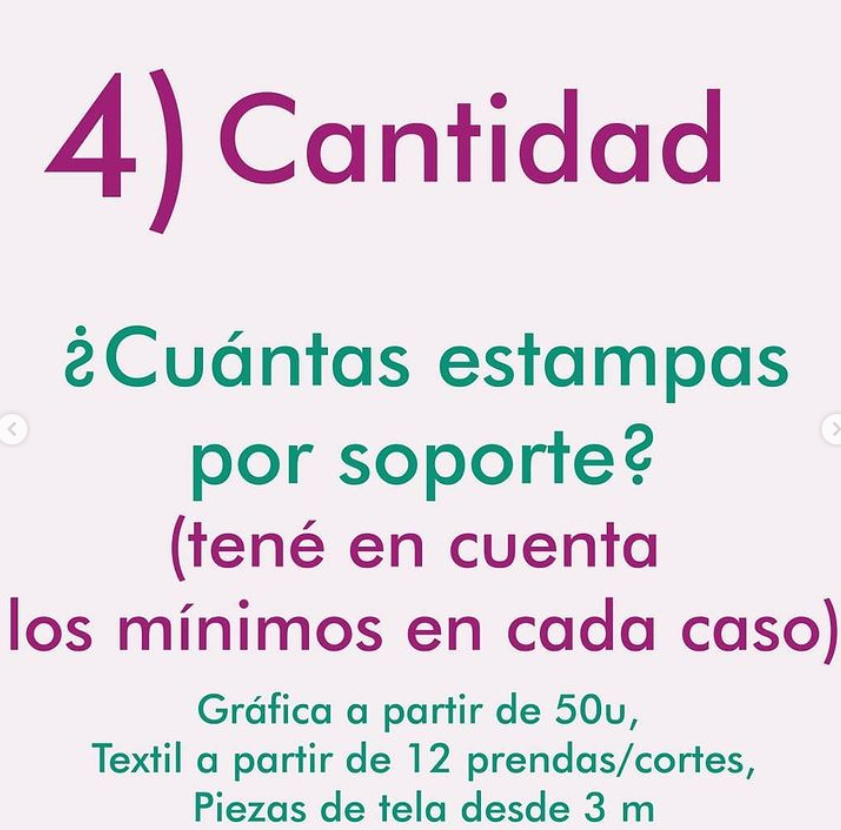 4) Cantidad
¿Cuántas estampas
por soporte?
(tené en cuenta
los mínimos en cada caso)
Gráfica a partir de 50u,
Textil a partir de 12 prendas/cortes,
Piezas de tela desde 3 m